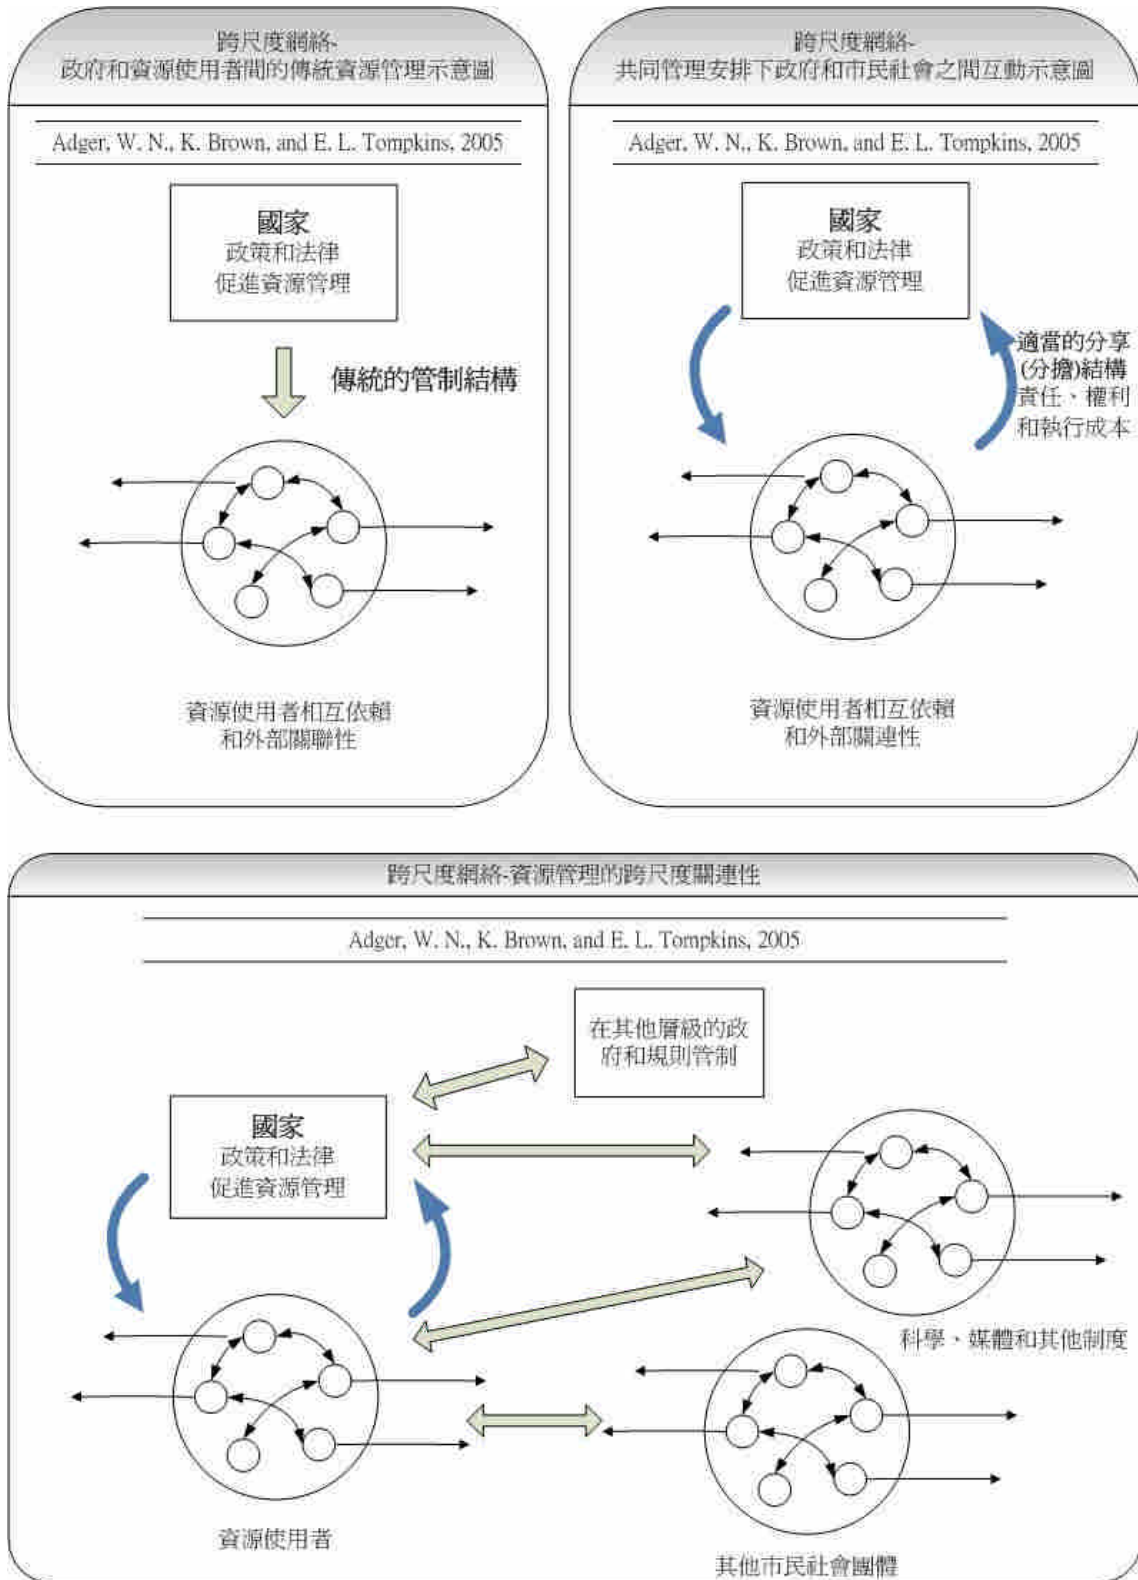 跨尺度網絡-
政府和資源使用者間的傳統資源管理示意圖
Adger, W. N., K. Brown, and E. L. Tompkins, 2005
國家
政策和法律
促進資源管理
傳統的管制結構
資源使用者相互依賴
和外部關聯性
跨尺度網絡-
共同管理安排下政府和市民社會之間互動示意圖
Adger, W. N., K. Brown, and E. L. Tompkins, 2005
國家
政策和法律
促進資源管理
適當的分享
(分擔)結構
責任、權利
和執行成本
資源使用者相互依賴
和外部關連性
跨尺度網絡-資源管理的跨尺度關連性
Adger, W. N., K. Brown, and E. L. Tompkins, 2005
在其他層級的政
府和規則管制
國家
政策和法律
促進資源管理
科學、媒體和其他制度
資源使用者
其他市民社會團體